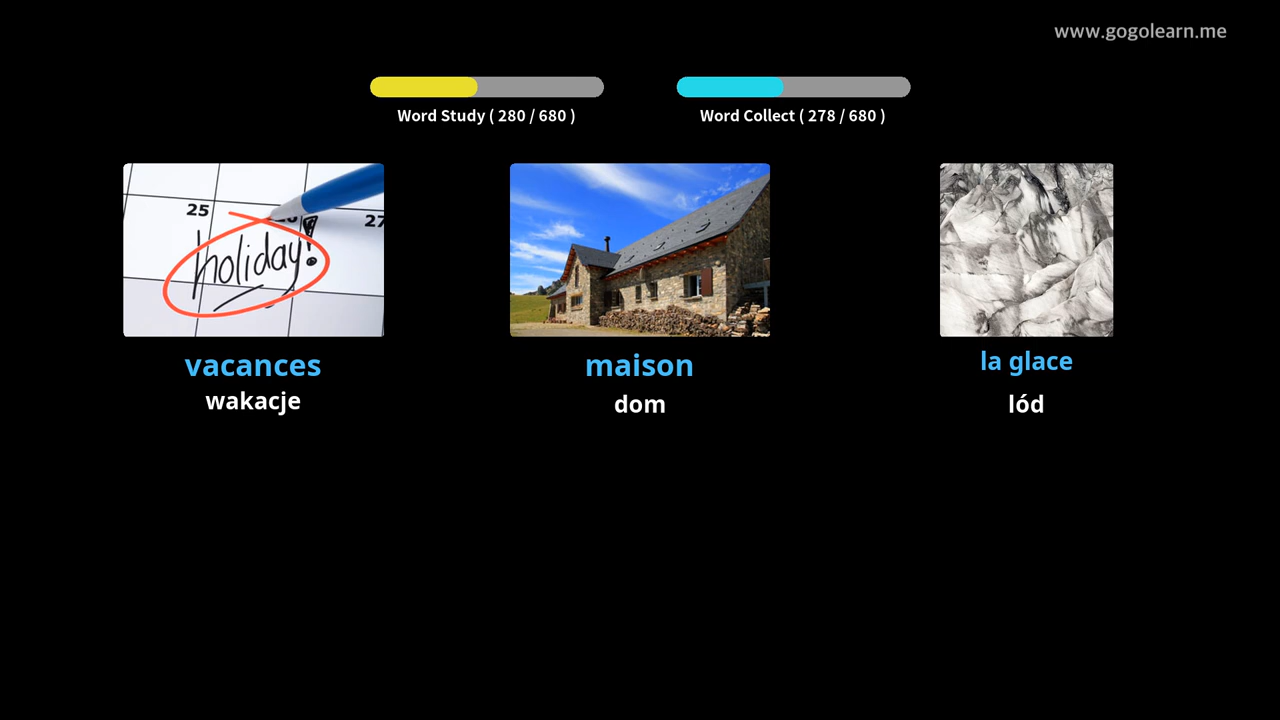 www.gogolearn.me
Word Study ( 280 / 680 )
Word Collect ( 278 / 680 )
25
27
holiday!
vacances
wakacje
maison
dom
la glace
lód